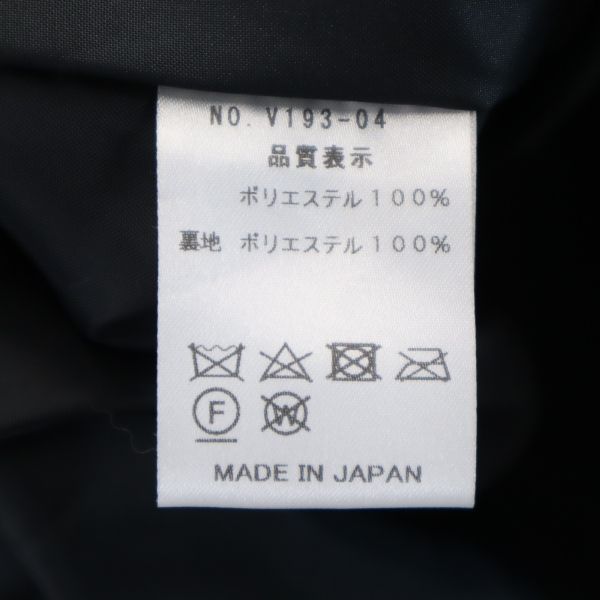 NO. V193-04
品質表示
ポリエステル100%
裏地 ポリエステル100%
F W
MADE IN JAPAN